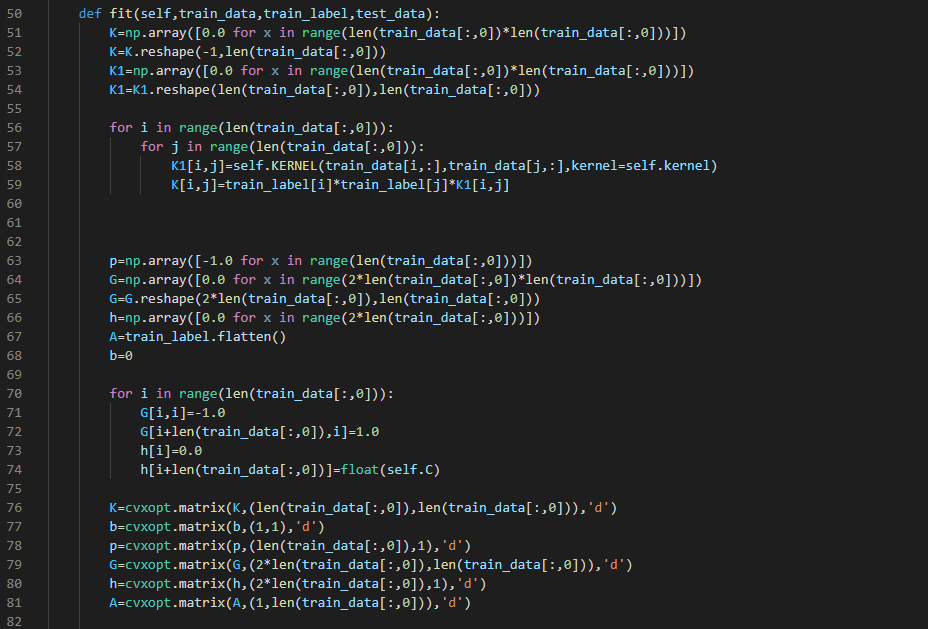 50 def fit(self,train_data,train_label,test_data):
51 K=np.array([0.0 for x in range(len(train_data[:,0])*len(train_data[:,0]))])
52 K=K.reshape(-1,len(train_data[:,0]))
53 K1=np.array([0.0 for x in range(len(train_data[:,0])*len(train_data[:,0]))])
54 K1=K1.reshape(len(train_data[:,0]),len(train_data[:,0]))
55
56 for i in range(len(train_data[:,0])):
57 for j in range(len(train_data[:,0])):
58 K1[i,j]=self.KERNEL(train_data[i,:],train_data[j,:],kernel=self.kernel)
59 K[i,j]=train_label[i]*train_label[j]*K1[i,j]
60
61
62
63 p=np.array([-1.0 for x in range(len(train_data[:,0]))])
64 G=np.array([0.0 for x in range(2*len(train_data[:,0])*len(train_data[:,0]))])
65 G=G.reshape(2*len(train_data[:,0]),len(train_data[:,0]))
66 h=np.array([0.0 for x in range(2*len(train_data[:,0]))])
67 A=train_label.flatten()
68 b=0
69
70 for i in range(len(train_data[:,0])):
71 G[i,i]=-1.0
72 G[i+len(train_data[:,0]),i]=1.0
73 h[i]=0.0
74 h[i+len(train_data[:,0])]=float(self.C)
75
76 K=cvxopt.matrix(K,(len(train_data[:,0]),len(train_data[:,0])),'d')
77 b=cvxopt.matrix(b,(1,1),'d')
78 p=cvxopt.matrix(p,(len(train_data[:,0]),1),'d')
79 G=cvxopt.matrix(G,(2*len(train_data[:,0]),len(train_data[:,0])),'d')
80 h=cvxopt.matrix(h,(2*len(train_data[:,0]),1),'d')
81 A=cvxopt.matrix(A,(1,len(train_data[:,0])),'d')
82